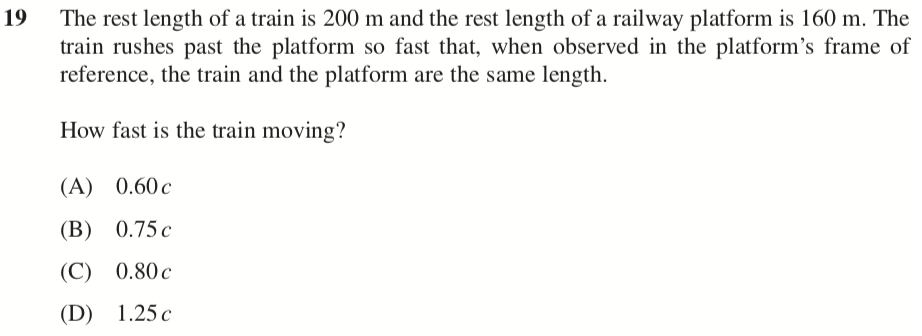 19 The rest length of a train is 200 m and the rest length of a railway platform is 160 m. The
train rushes past the platform so fast that, when observed in the platform’s frame of
reference, the train and the platform are the same length.
How fast is the train moving?
(A) 0.60 c
(B) 0.75 c
(C) 0.80 c
(D) 1.25 c